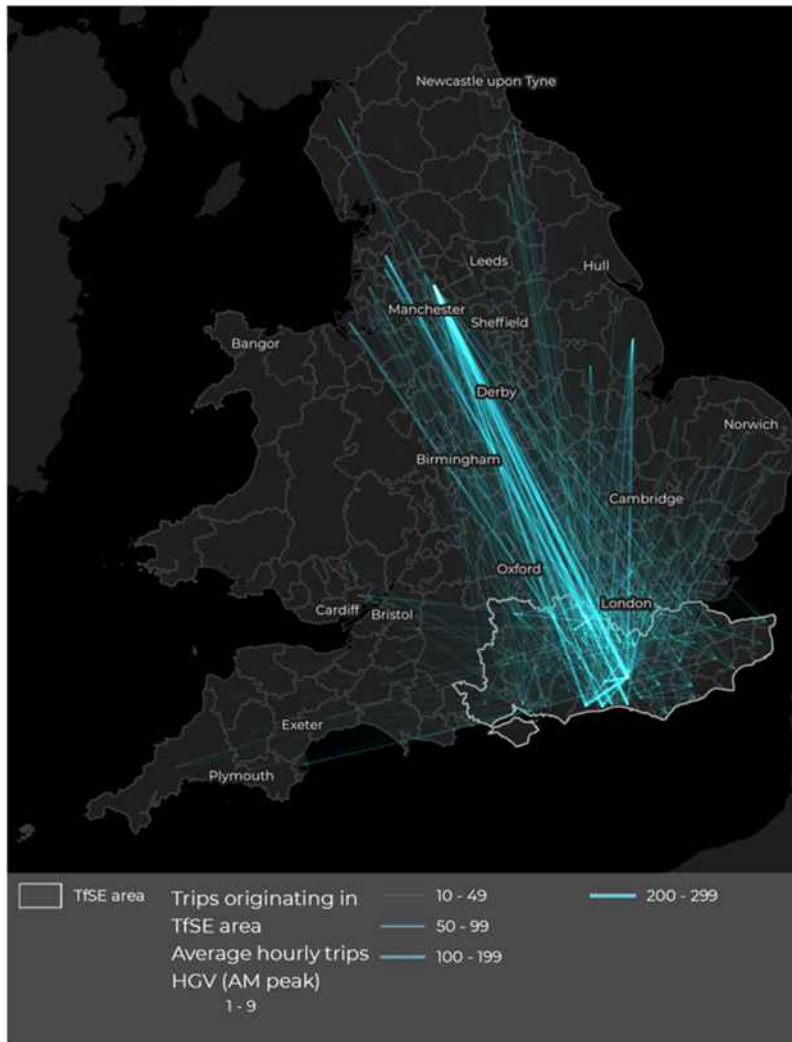 Newcastle upon Tyne
Leeds
Hull
Manchester
Sheffield
Bangor
Derby
Norwich
Birmingham
Cambridge
Oxford
London
Cardiff
Bristol
Exeter
Plymouth
TfSE area
Trips originating in
TfSE area
Average hourly trips
HGV (AM peak)
1 - 9
10 - 49
50 - 99
100 - 199
200 - 299